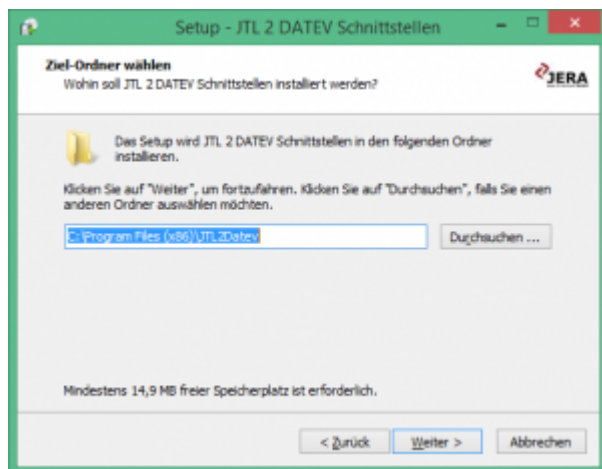 Setup - JTL 2 DATEV Schnittstellen
Ziel-Ordner wählen
Wohin soll JTL 2 DATEV Schnittstellen installiert werden?
JERA
Das Setup wird JTL 2 DATEV Schnittstellen in den folgenden Ordner
installieren.
Klicken Sie auf "Weiter", um fortzufahren. Klicken Sie auf "Durchsuchen", falls Sie einen
anderen Ordner auswählen möchten.
C:\Program Files (x86)\JTL2Datev
Durchsuchen ...
Mindestens 14,9 MB freier Speicherplatz ist erforderlich.
< Zurück
Weiter >
Abbrechen